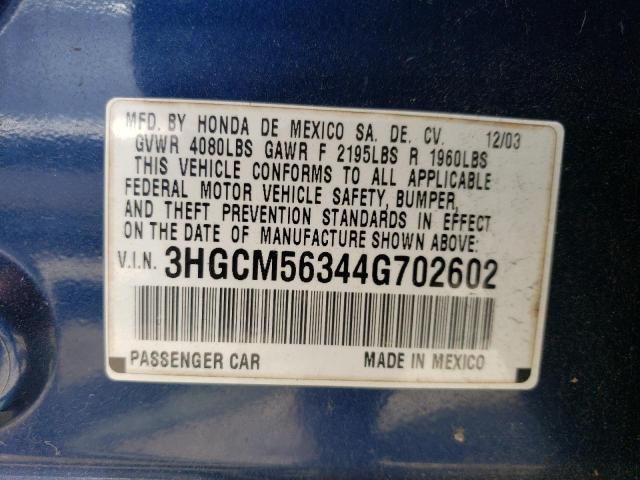 MFD. BY HONDA DE MEXICO SA. DE. CV. 12/03
GVWR 4080LBS GAWR F 2195LBS R 1960LBS
THIS VEHICLE CONFORMS TO ALL APPLICABLE
FEDERAL MOTOR VEHICLE SAFETY, BUMPER,
AND THEFT PREVENTION STANDARDS IN EFFECT
ON THE DATE OF MANUFACTURE SHOWN ABOVE:
V.I.N. 3HGCM56344G702602
PASSENGER CAR MADE IN MEXICO